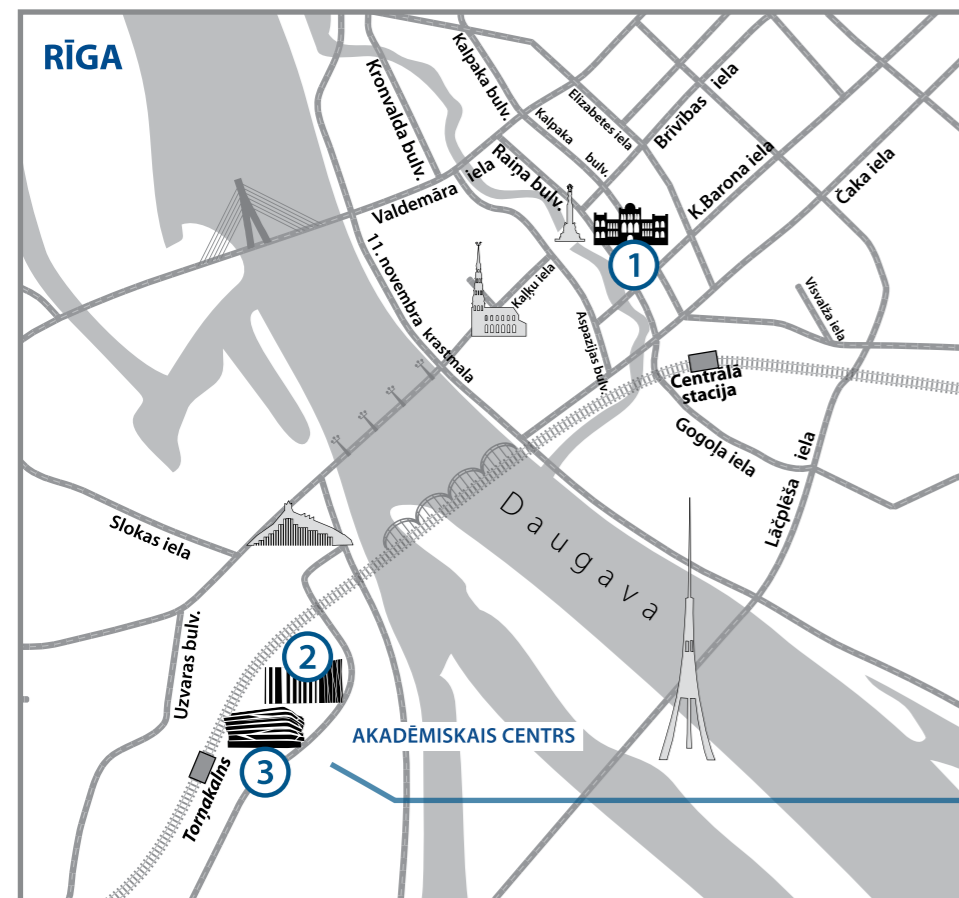 RĪGA
Kalpaka bulv.
Kronvalda bulv.
Elizabetes iela
Brīvības iela
Kalpaka bulv.
Raiņa bulv.
Valdemāra iela
K.Barona iela
Čaka iela
1
11. novembra krastmala
Kaļķu iela
Aspazijas bulv.
Visvalža iela
Centrālā
stacija
Gogoļa iela
Lāčplēša iela
Daugava
Slokas iela
Uzvaras bulv.
2
AKADĒMISKAIS CENTRS
3
Torņakalns